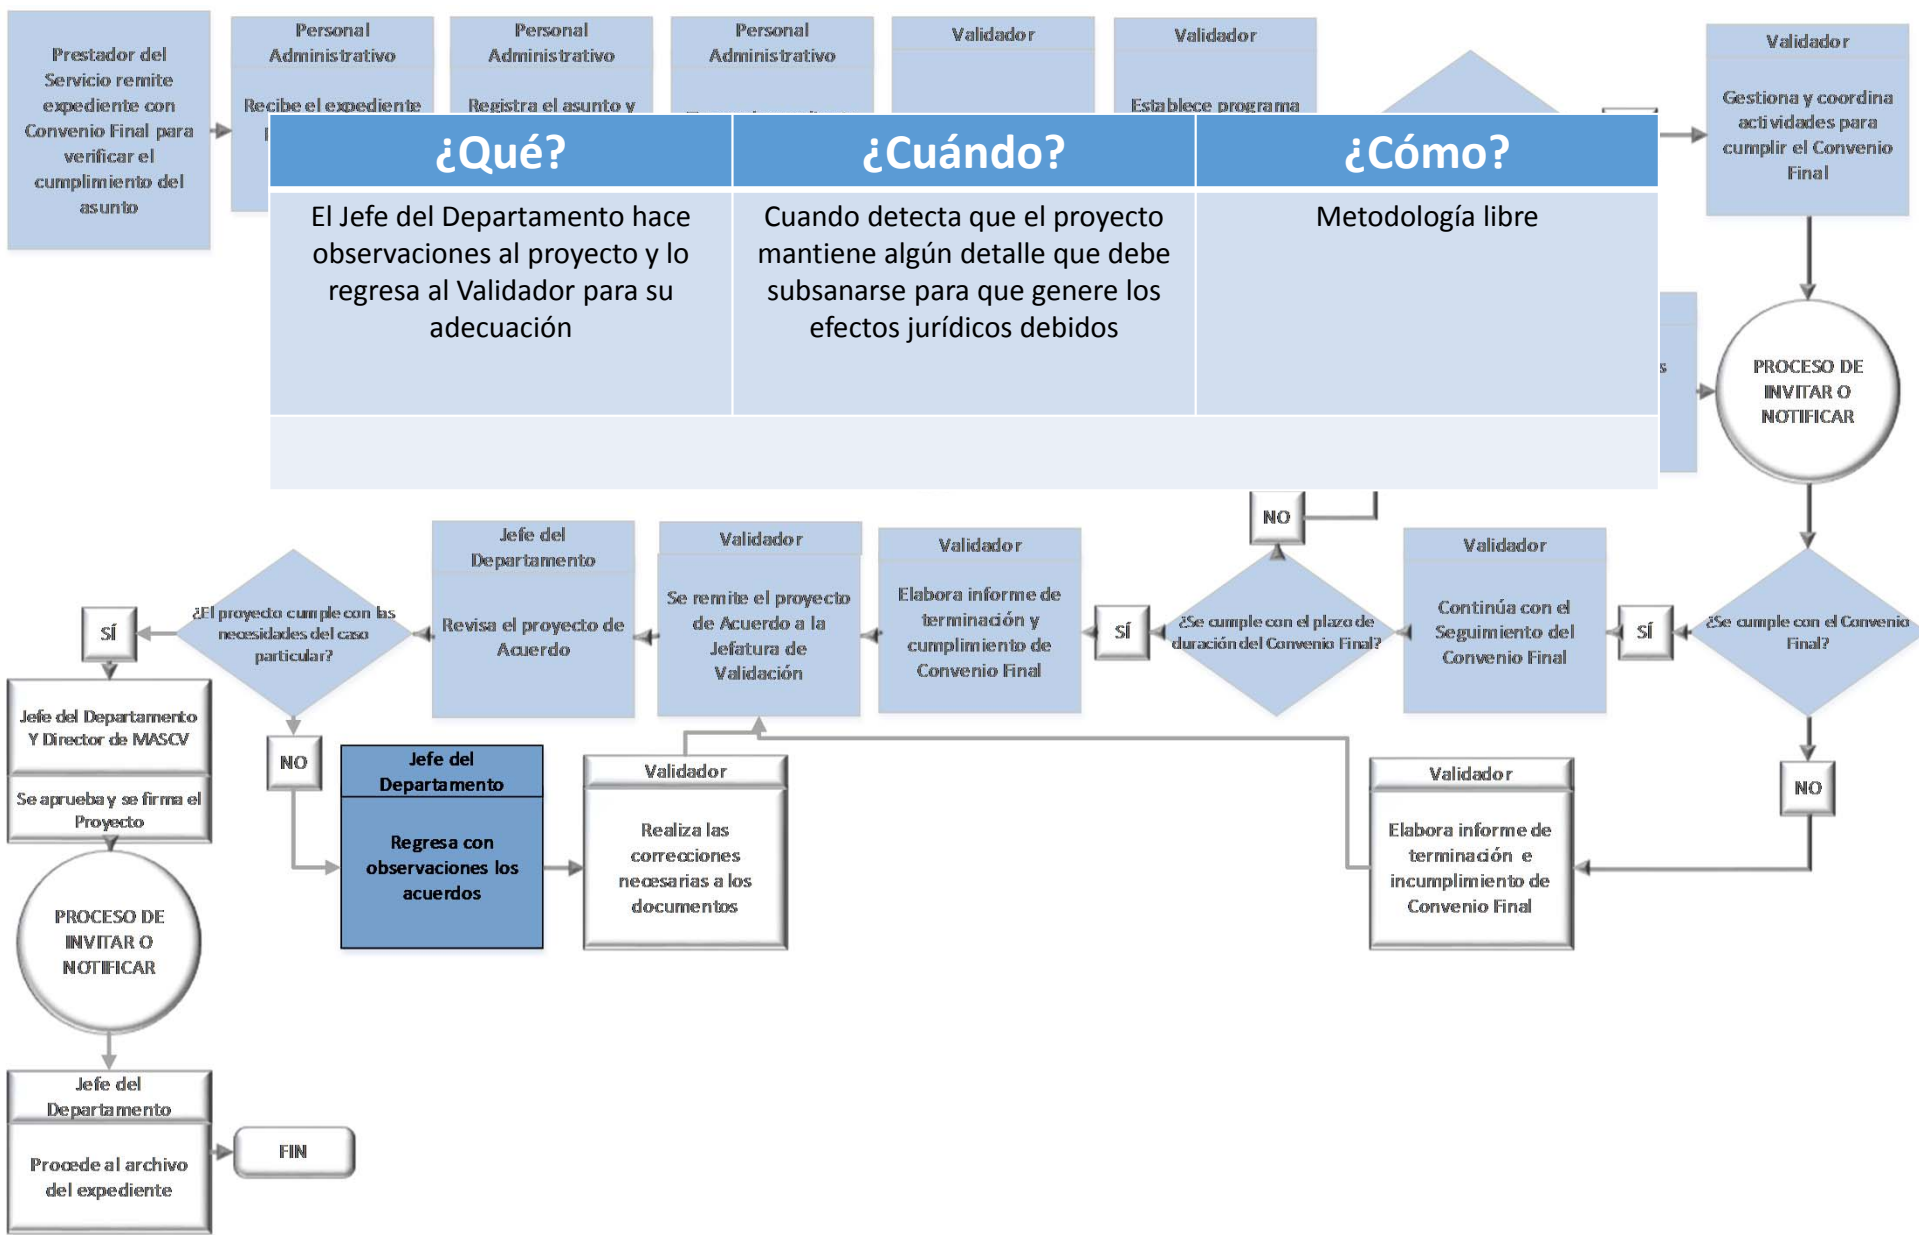 Prestador del
Servicio remite
expediente con
Convenio Final para
verificar el
cumplimiento del
asunto
Personal
Administrativo
Recibe el expediente
Personal
Administrativo
Registra el asunto y
Personal
Administrativo
Validador
Validador
Establece programa
Validador
Gestiona y coordina
actividades para
cumplir el Convenio
Final
¿Qué?
¿Cuándo?
¿Cómo?
El Jefe del Departamento hace
observaciones al proyecto y lo
regresa al Validador para su
adecuación
Cuando detecta que el proyecto
mantiene algún detalle que debe
subsanarse para que genere los
efectos jurídicos debidos
Metodología libre
PROCESO DE
INVITAR O
NOTIFICAR
¿Se cumple con el Convenio
Final?
SÍ
Validador
Continúa con el
Seguimiento del
Convenio Final
¿Se cumple con el plazo de
duración del Convenio Final?
NO
SÍ
Validador
Elabora informe de
terminación y
cumplimiento de
Convenio Final
Validador
Se remite el proyecto
de Acuerdo a la
Jefatura de
Validación
Jefe del
Departamento
Revisa el proyecto de
Acuerdo
¿El proyecto cumple con las
necesidades del caso
particular?
SÍ
Jefe del Departamento
Y Director de MASCV
Se aprueba y se firma el
Proyecto
NO
Jefe del
Departamento
Regresa con
observaciones los
acuerdos
Validador
Realiza las
correcciones
necesarias a los
documentos
NO
Validador
Elabora informe de
terminación e
incumplimiento de
Convenio Final
PROCESO DE
INVITAR O
NOTIFICAR
Jefe del
Departamento
Procede al archivo
del expediente
FIN